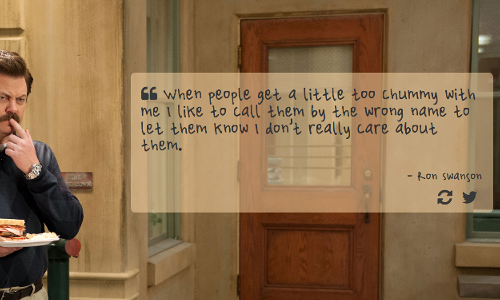 When people get a little too chummy with
me I like to call them by the wrong name to
let them know I don't really care about
them.
- Ron Swanson